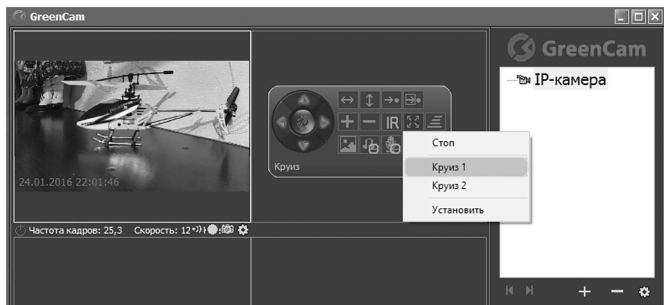 GreenCam
GreenCam
IP-камера
24.01.2016 22:01:46
IR
Круиз
Стоп
Круиз 1
Круиз 2
Установить
Частота кадров: 25,3 Скорость: 12